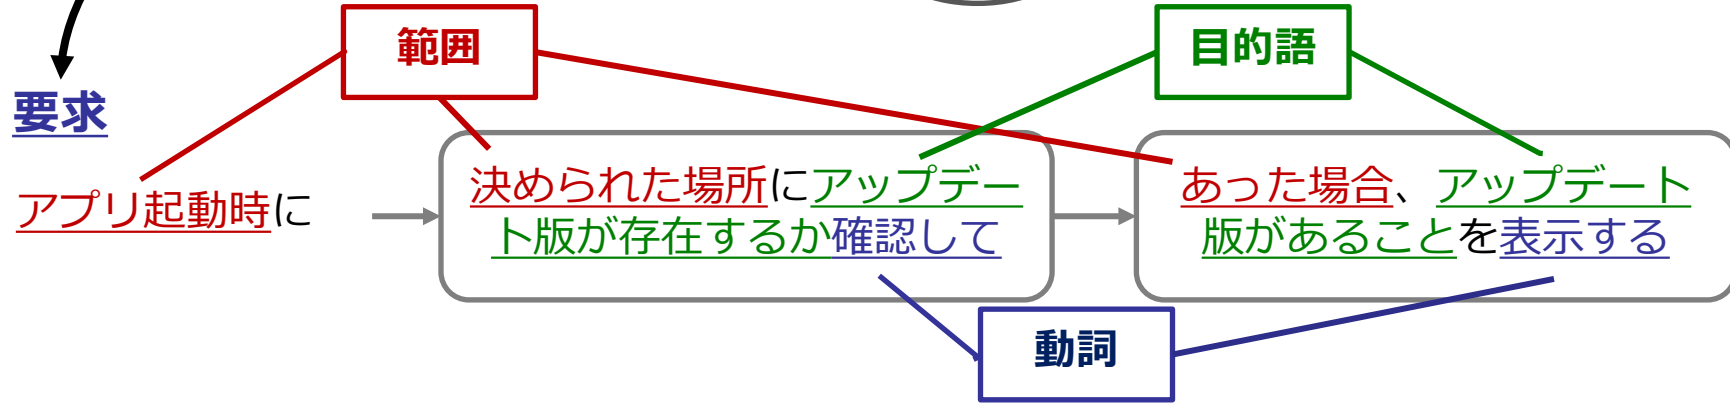 範囲
目的語
要求
アプリ起動時に
決められた場所にアップデー
ト版が存在するか確認して
あった場合、アップデート
版があることを表示する
動詞